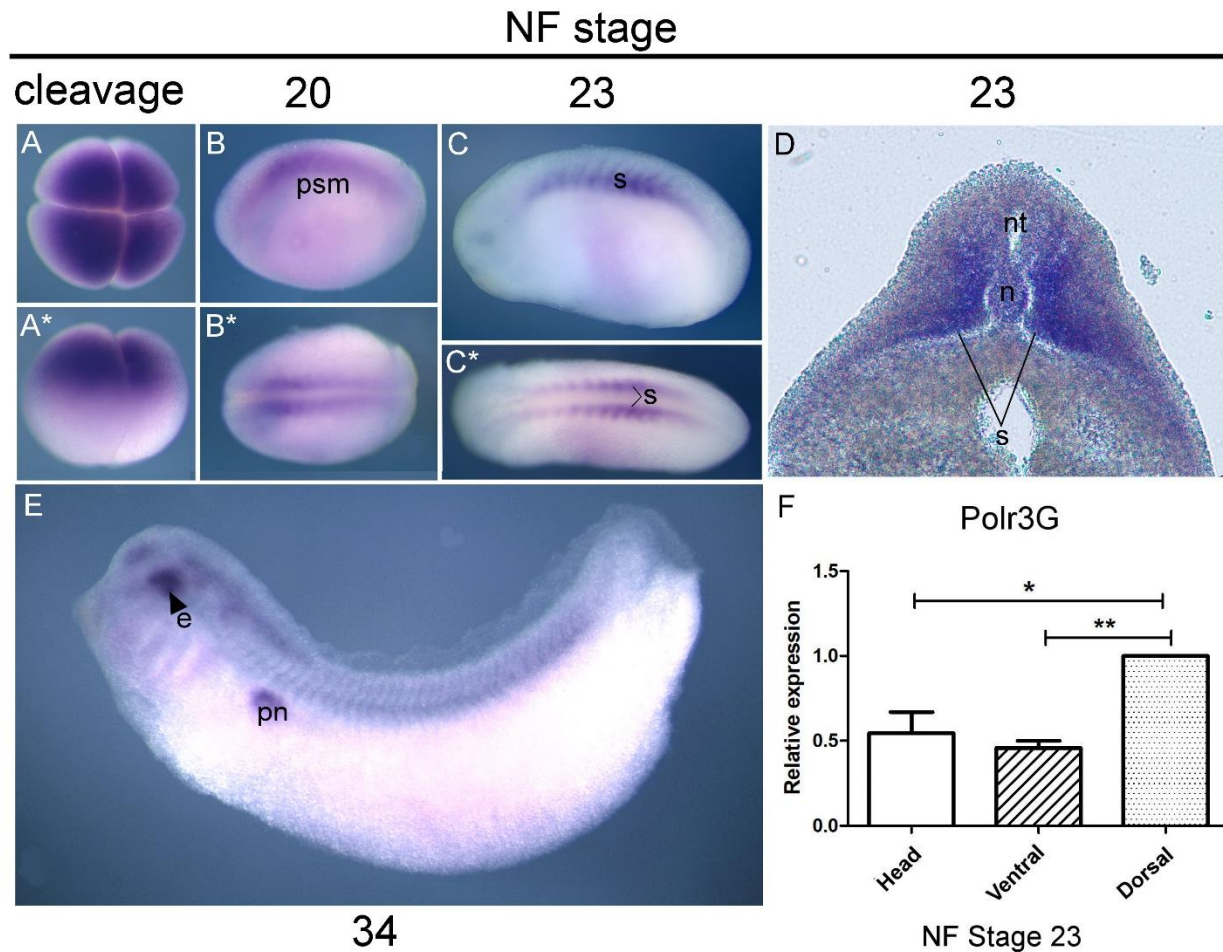 NF stage
cleavage 20 23 23
A
B
psm
C
s
D
nt
n
s
A*
B*
C*
s
E
e
pn
34
F
Polr3G
*
**
Relative expression
1.5
1.0
0.5
0.0
Head
Ventral
Dorsal
NF Stage 23